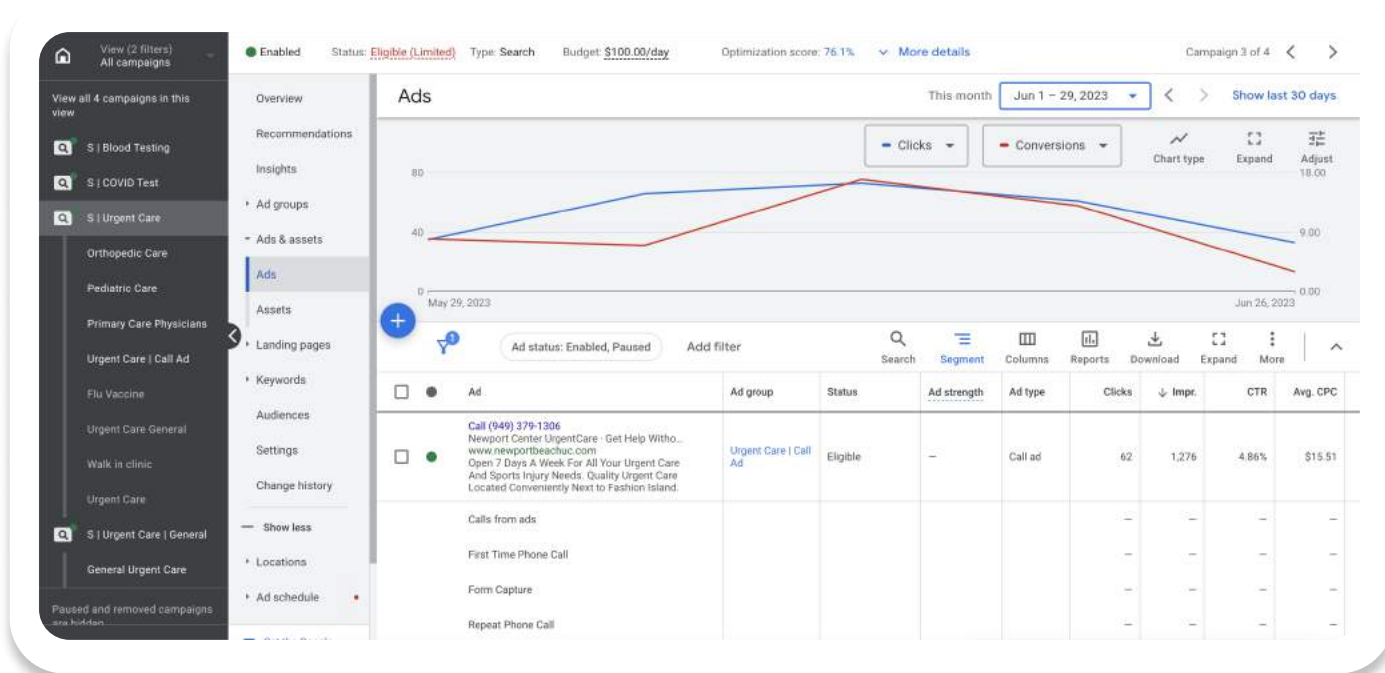 View (2 filters)
All campaigns
Enabled
Status: Eligible (Limited)
Type: Search
Budget: $100.00/day
Optimization score: 76.1%
More details
Campaign 3 of 4
View all 4 campaigns in this
view
S | Blood Testing
S | COVID Test
S | Urgent Care
Orthopedic Care
Pediatric Care
Primary Care Physicians
Urgent Care | Call Ad
Flu Vaccine
Urgent Care General
Walk in clinic
Urgent Care
S | Urgent Care | General
General Urgent Care
Paused and removed campaigns
are hidden
Overview
Recommendations
Insights
Ad groups
Ads & assets
Ads
Assets
Landing pages
Keywords
Audiences
Settings
Change history
Show less
Locations
Ad schedule
Ads
This month
Jun 1 – 29, 2023
Show last 30 days
Clicks
Conversions
Chart type
Expand
Adjust
80
18.00
40
9.00
0
0.00
May 29, 2023
Jun 26, 2023
1
Ad status: Enabled, Paused
Add filter
Search
Segment
Columns
Reports
Download
Expand
More
Ad
Ad group
Status
Ad strength
Ad type
Clicks
Impr.
CTR
Avg. CPC
Call (949) 379-1306
Newport Center UrgentCare · Get Help Witho...
www.newportbeachuc.com
Open 7 Days A Week For All Your Urgent Care
And Sports Injury Needs. Quality Urgent Care
Located Conveniently Next to Fashion Island.
Urgent Care | Call
Ad
Eligible
–
Call ad
62
1,276
4.86%
$15.51
Calls from ads
– – – –
First Time Phone Call
– – – –
Form Capture
– – – –
Repeat Phone Call
– – – –